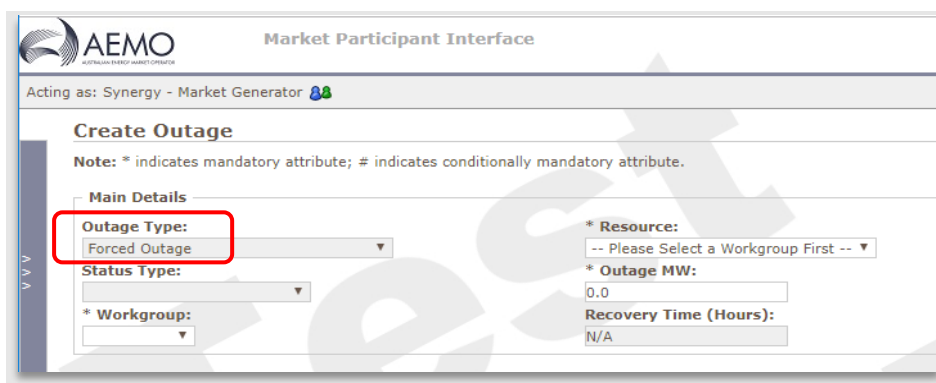 AEMO
AUSTRALIAN ENERGY MARKET OPERATOR
Market Participant Interface
Acting as: Synergy - Market Generator
Create Outage
Note: * indicates mandatory attribute; # indicates conditionally mandatory attribute.
Main Details
Outage Type:
Forced Outage
* Resource:
-- Please Select a Workgroup First --
Status Type:
* Outage MW:
0.0
* Workgroup:
Recovery Time (Hours):
N/A
>
>
>
Test